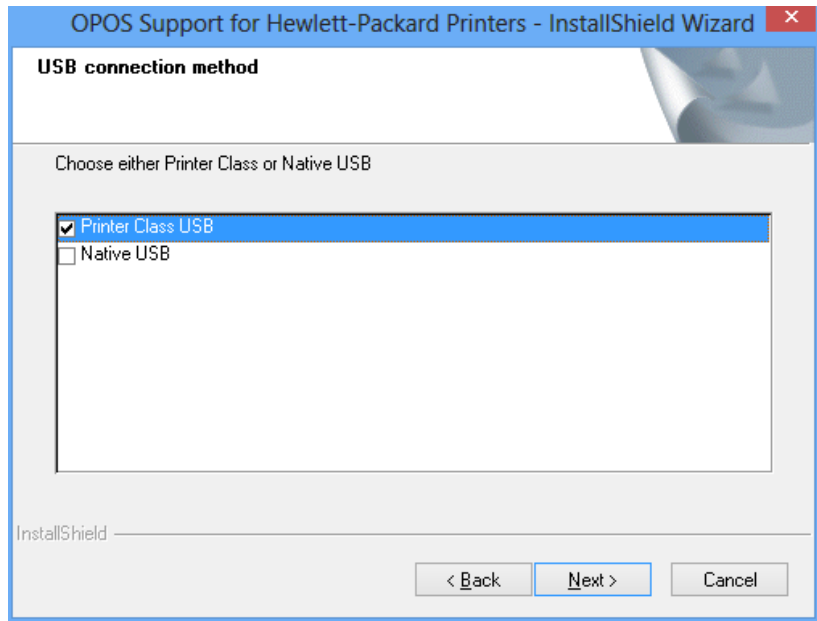 OPOS Support for Hewlett-Packard Printers - InstallShield Wizard
USB connection method
Choose either Printer Class or Native USB
Printer Class USB
Native USB
InstallShield
< Back Next > Cancel